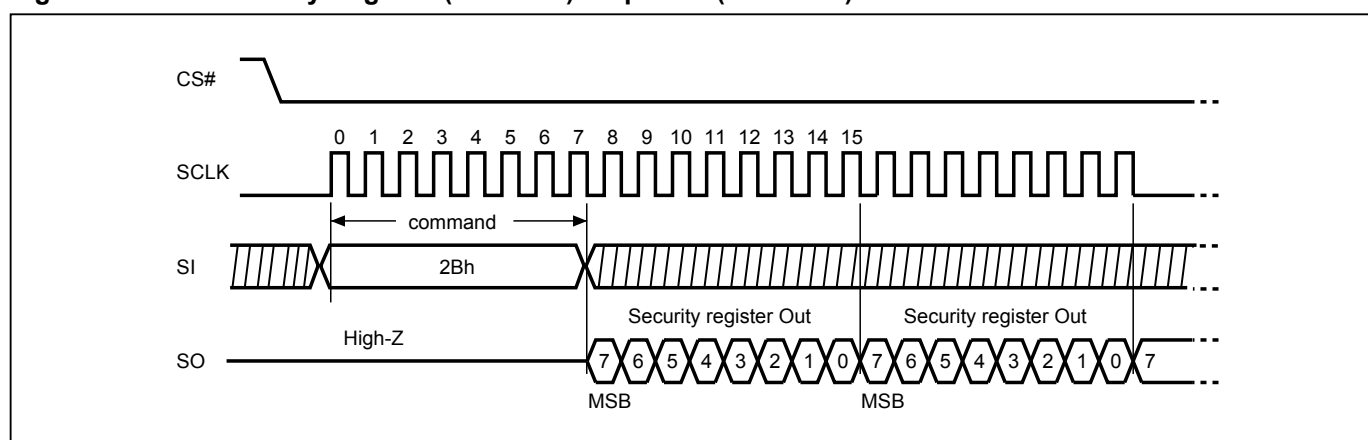 CS#
0 1 2 3 4 5 6 7 8 9 10 11 12 13 14 15
SCLK
command
SI
2Bh
Security register Out Security register Out
High-Z
SO
7 6 5 4 3 2 1 0 7 6 5 4 3 2 1 0 7
MSB MSB